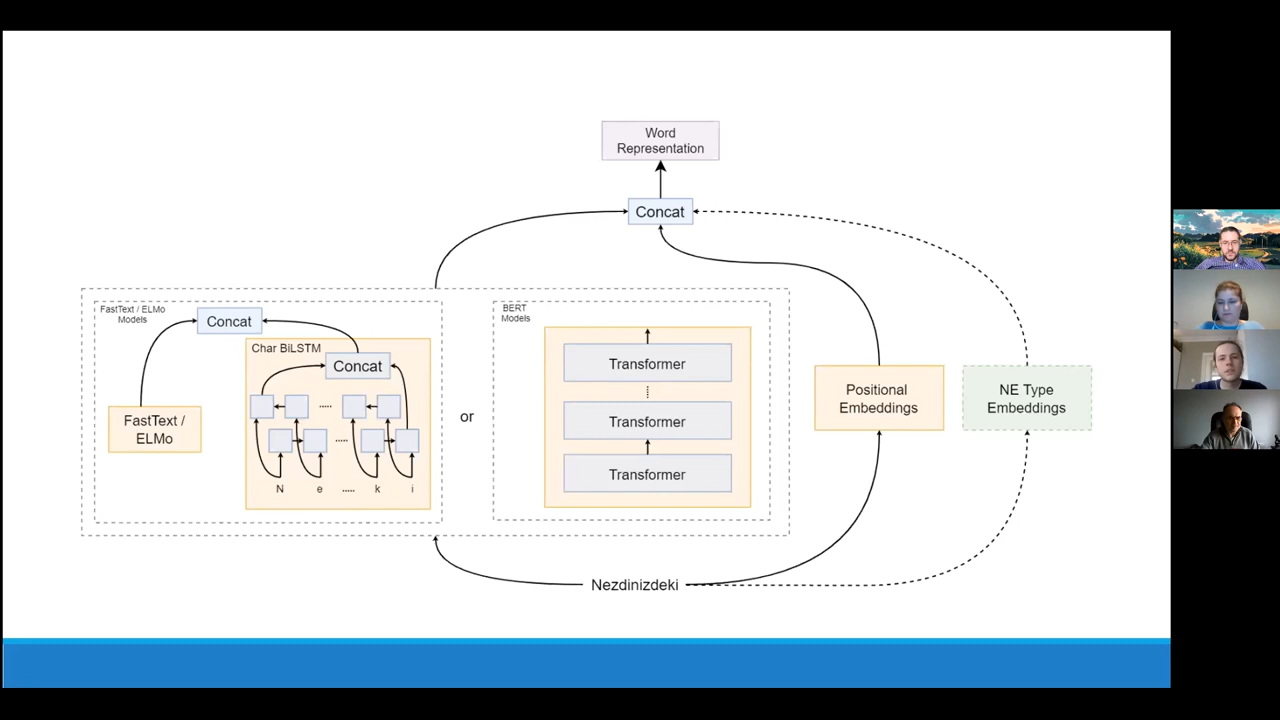 Word
Representation
Concat
FastText / ELMo
Models
Concat
Char BiLSTM
Concat
.....
FastText /
ELMo
.....
N e ..... k i
or
BERT
Models
Transformer
Transformer
Transformer
Positional
Embeddings
NE Type
Embeddings
Nezdinizdeki